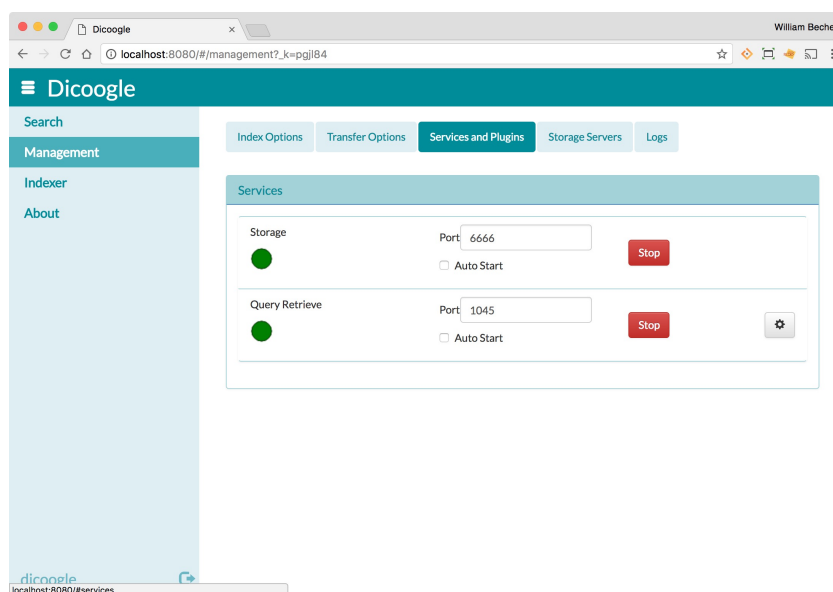 Dicoogle
William Beche
localhost:8080/#/management?_k=pgjl84
Dicoogle
Search
Management
Indexer
About
Index Options Transfer Options Services and Plugins Storage Servers Logs
Services
Storage
Port 6666
Auto Start
Stop
Query Retrieve
Port 1045
Auto Start
Stop
dicoogle
localhost:8080/#services